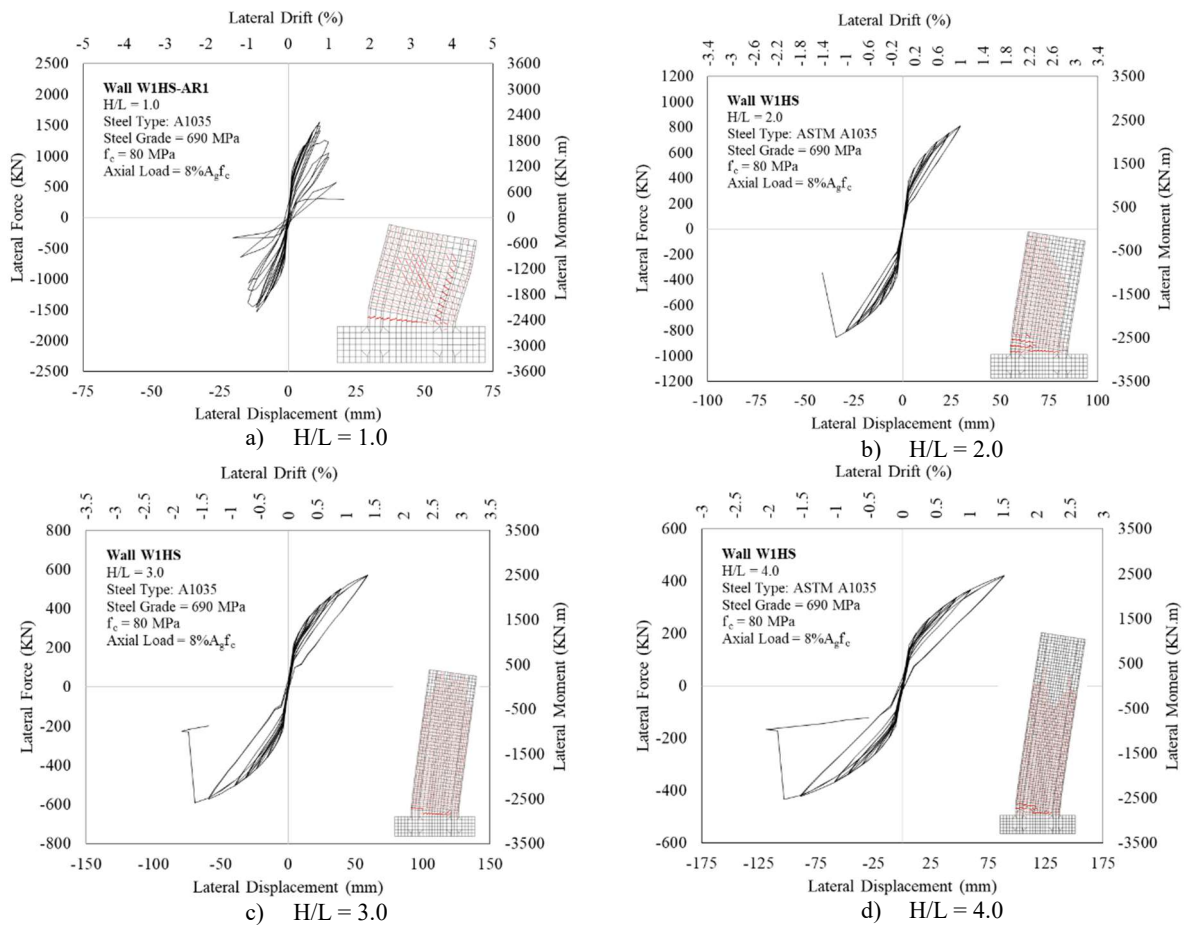 Lateral Drift (%)
-5 -4 -3 -2 -1 0 1 2 3 4 5
2500 2000 1500 1000 500 0 -500 -1000 -1500 -2000 -2500
Lateral Force (KN)
Wall W1HS-AR1
H/L = 1.0
Steel Type: A1035
Steel Grade = 690 MPa
f_c = 80 MPa
Axial Load = 8%A_gf_c
3600 3000 2400 1800 1200 600 0 -600 -1200 -1800 -2400 -3000 -3600
Lateral Moment (KN.m)
-75 -50 -25 0 25 50 75
Lateral Displacement (mm)
a) H/L = 1.0
Lateral Drift (%)
-3.4 -3 -2.6 -2.2 -1.8 -1.4 -1 -0.6 -0.2 0.2 0.6 1 1.4 1.8 2.2 2.6 3 3.4
1200 1000 800 600 400 200 0 -200 -400 -600 -800 -1000 -1200
Lateral Force (KN)
Wall W1HS
H/L = 2.0
Steel Type: ASTM A1035
Steel Grade = 690 MPa
f_c = 80 MPa
Axial Load = 8%A_gf_c
3500 2500 1500 500 -500 -1500 -2500 -3500
Lateral Moment (KN.m)
-100 -75 -50 -25 0 25 50 75 100
Lateral Displacement (mm)
b) H/L = 2.0
Lateral Drift (%)
-3.5 -3 -2.5 -2 -1.5 -1 -0.5 0 0.5 1 1.5 2 2.5 3 3.5
800 600 400 200 0 -200 -400 -600 -800
Lateral Force (KN)
Wall W1HS
H/L = 3.0
Steel Type: A1035
Steel Grade = 690 MPa
f_c = 80 MPa
Axial Load = 8%A_gf_c
3500 2500 1500 500 -500 -1500 -2500 -3500
Lateral Moment (KN.m)
-150 -100 -50 0 50 100 150
Lateral Displacement (mm)
c) H/L = 3.0
Lateral Drift (%)
-3 -2.5 -2 -1.5 -1 -0.5 0 0.5 1 1.5 2 2.5 3
600 400 200 0 -200 -400 -600
Lateral Force (KN)
Wall W1HS
H/L = 4.0
Steel Type: ASTM A1035
Steel Grade = 690 MPa
f_c = 80 MPa
Axial Load = 8%A_gf_c
3500 2500 1500 500 -500 -1500 -2500 -3500
Lateral Moment (KN.m)
-175 -125 -75 -25 25 75 125 175
Lateral Displacement (mm)
d) H/L = 4.0